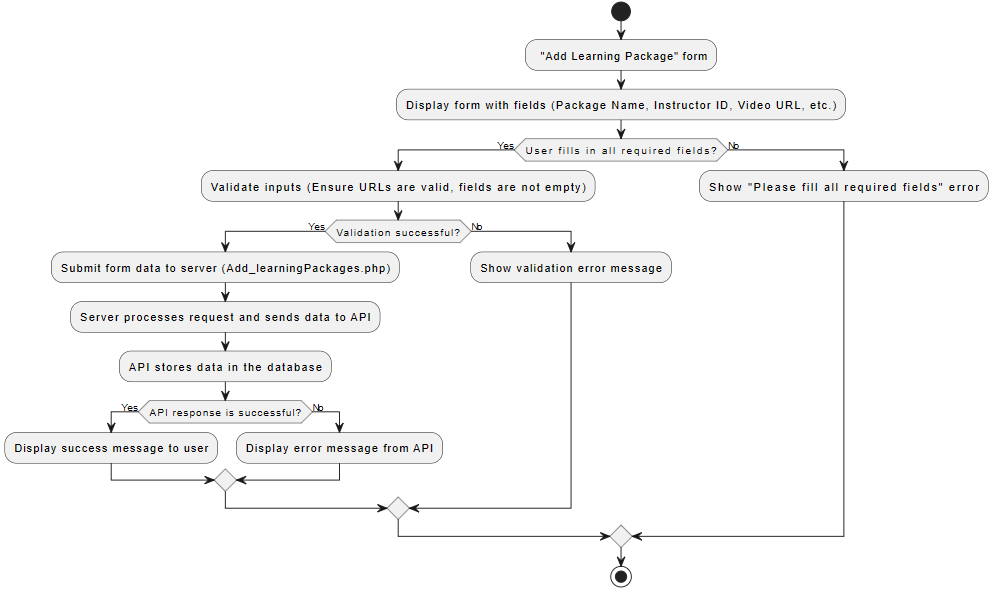 "Add Learning Package" form
Display form with fields (Package Name, Instructor ID, Video URL, etc.)
Yes
User fills in all required fields?
No
Validate inputs (Ensure URLs are valid, fields are not empty)
Show "Please fill all required fields" error
Yes
Validation successful?
No
Submit form data to server (Add_learningPackages.php)
Show validation error message
Server processes request and sends data to API
API stores data in the database
Yes
API response is successful?
No
Display success message to user
Display error message from API